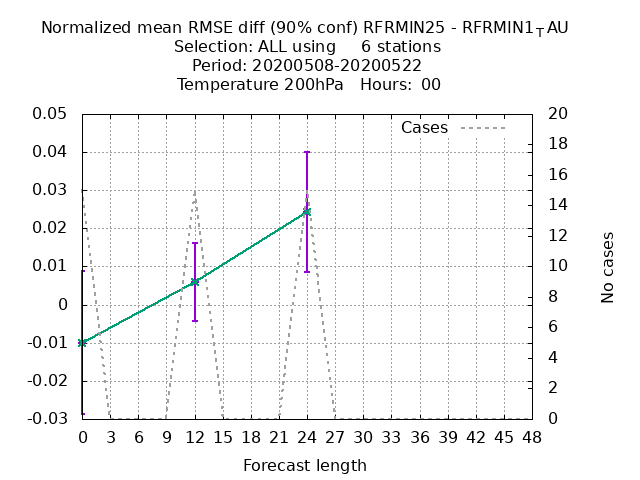 Normalized mean RMSE diff (90% conf) RFRMIN25 - RFRMIN1TAU
Selection: ALL using     6 stations
Period: 20200508-20200522
Temperature 200hPa   Hours:  00
Cases
0.05
0.04
0.03
0.02
0.01
0
-0.01
-0.02
-0.03
20
18
16
14
12
10
8
6
4
2
0
No cases
0 3 6 9 12 15 18 21 24 27 30 33 36 39 42 45 48
Forecast length